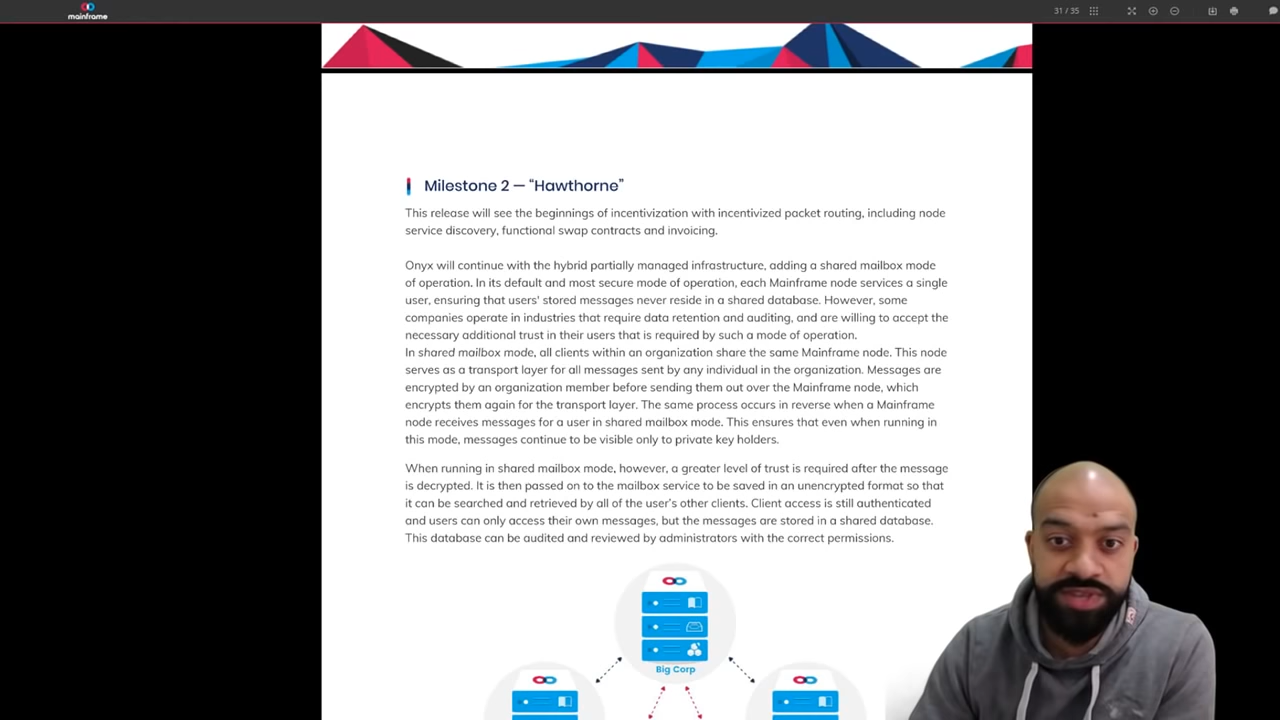 mainframe
31 / 35
Milestone 2 — “Hawthorne”
This release will see the beginnings of incentivization with incentivized packet routing, including node
service discovery, functional swap contracts and invoicing.
Onyx will continue with the hybrid partially managed infrastructure, adding a shared mailbox mode
of operation. In its default and most secure mode of operation, each Mainframe node services a single
user, ensuring that users' stored messages never reside in a shared database. However, some
companies operate in industries that require data retention and auditing, and are willing to accept the
necessary additional trust in their users that is required by such a mode of operation.
In shared mailbox mode, all clients within an organization share the same Mainframe node. This node
serves as a transport layer for all messages sent by any individual in the organization. Messages are
encrypted by an organization member before sending them out over the Mainframe node, which
encrypts them again for the transport layer. The same process occurs in reverse when a Mainframe
node receives messages for a user in shared mailbox mode. This ensures that even when running in
this mode, messages continue to be visible only to private key holders.
When running in shared mailbox mode, however, a greater level of trust is required after the message
is decrypted. It is then passed on to the mailbox service to be saved in an unencrypted format so that
it can be searched and retrieved by all of the user’s other clients. Client access is still authenticated
and users can only access their own messages, but the messages are stored in a shared database.
This database can be audited and reviewed by administrators with the correct permissions.
Big Corp